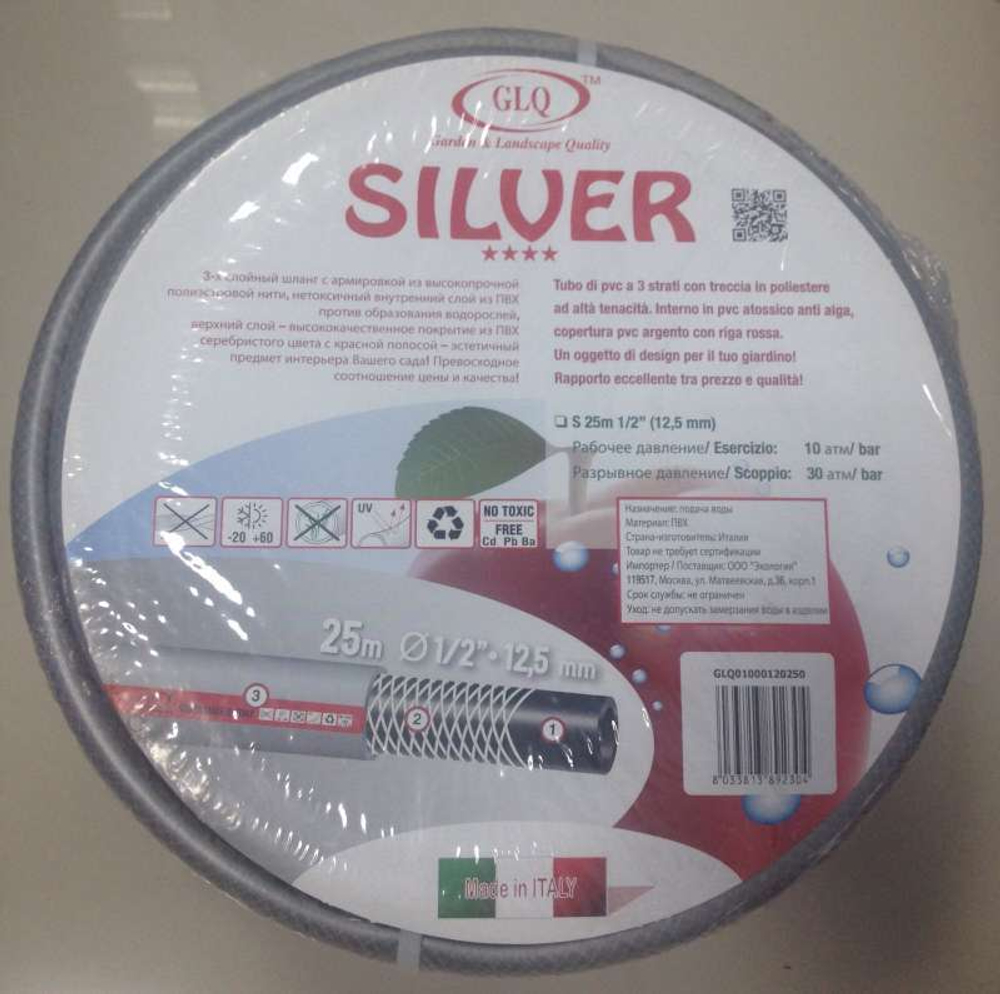 GLQ™
Garden & Landscape Quality
SILVER
3-х слойный шланг с армировкой из высокопрочной
полиэстровой нити, нетоксичный внутренний слой из ПВХ
против образования водорослей,
верхний слой – высококачественное покрытие из ПВХ
серебристого цвета с красной полосой – эстетичный
предмет интерьера Вашего сада! Превосходное
соотношение цены и качества!
Tubo di pvc a 3 strati con treccia in poliestere
ad altà tenacità. Interno in pvc atossico anti alga,
copertura pvc argento con riga rossa.
Un oggetto di design per il tuo giardino!
Rapporto eccellente tra prezzo e qualità!
❑ S 25m 1/2" (12,5 mm)
Рабочее давление/ Esercizio: 10 атм/ bar
Разрывное давление/ Scoppio: 30 атм/ bar
-20 +60
UV
NO TOXIC
FREE
Cd Pb Ba
Назначение: подача воды
Материал: ПВХ
Страна-изготовитель: Италия
Товар не требует сертификации
Импортер / Поставщик: ООО "Экология"
119517, Москва, ул. Матвеевская, д.36, корп.1
Срок службы: не ограничен
Уход: не допускать замерзания воды в изделии
25m Ø 1/2"·12,5 mm
3
2
1
GLQ01000120250
8 033813 692304
Made in ITALY